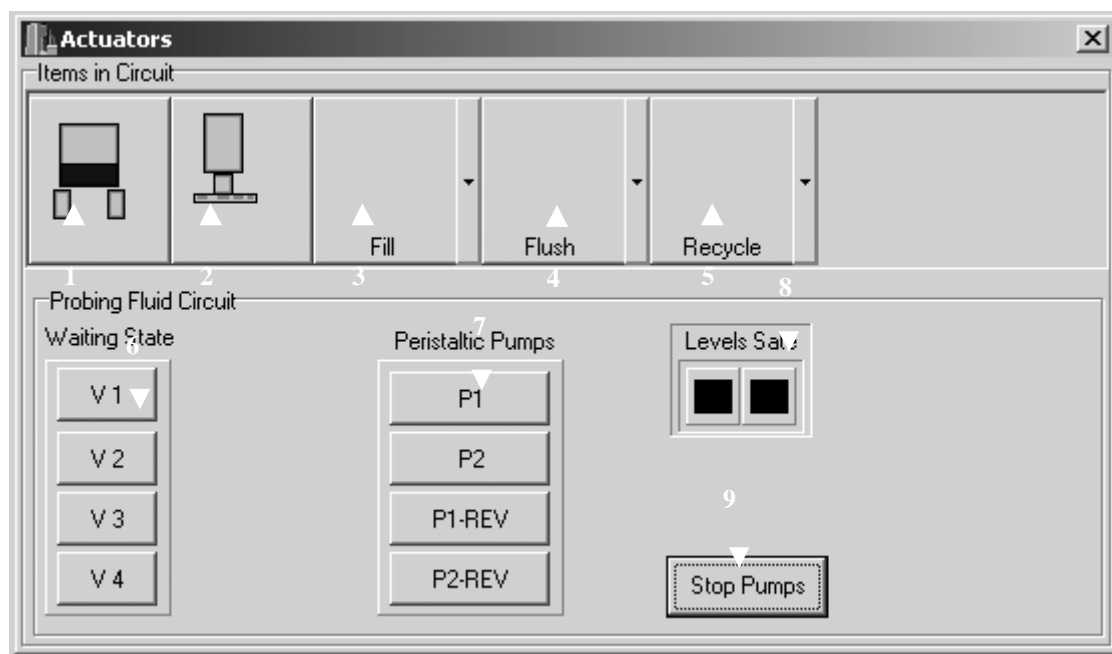 Actuators
Items in Circuit
Fill
Flush
Recycle
1
2
3
4
5
8
Probing Fluid Circuit
Waiting State
6
7
Peristaltic Pumps
Levels Sate
V 1
P1
V 2
P2
V 3
P1-REV
9
V 4
P2-REV
Stop Pumps